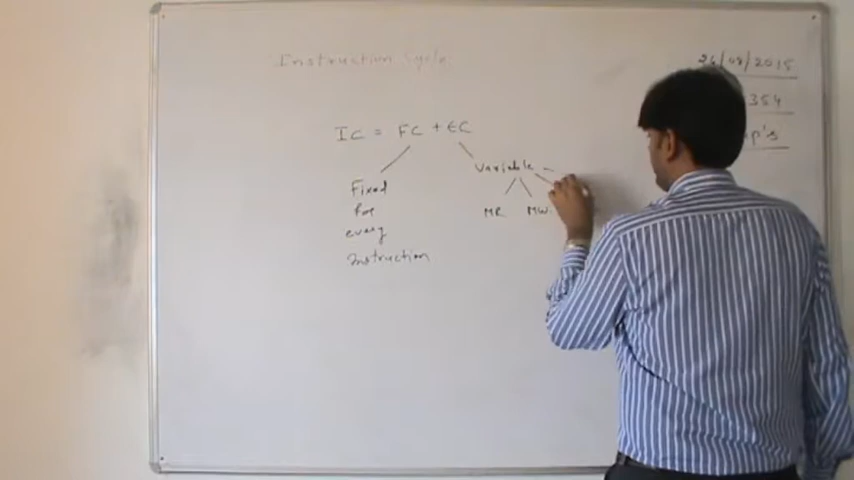 Instruction Cycle
26/08/2015
354
p's
IC = FC + EC
Fixed
for
every
Instruction
Variable -
MR MW